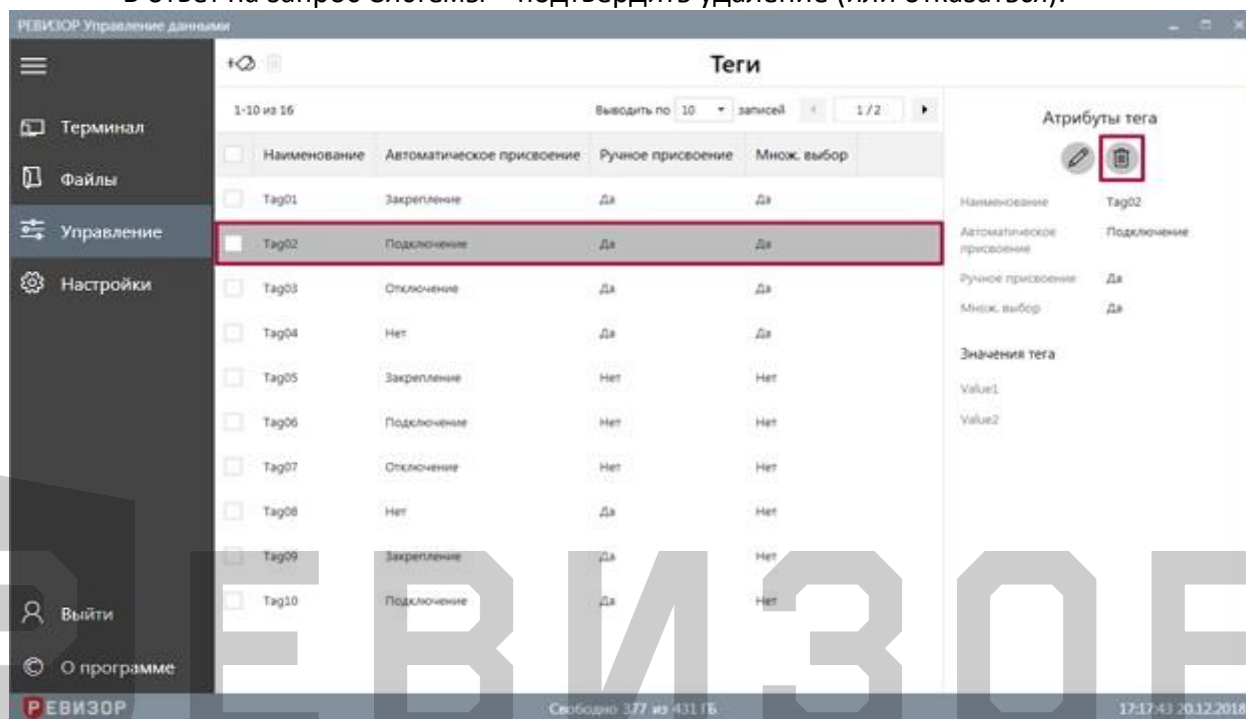 В ответ на запрос Системы – подтвердить удаление (или отказаться).
РЕВИЗОР Управление данными
Теги
1-10 из 16 Выводить по 10 записей 1/2
Наименование Автоматическое присвоение Ручное присвоение Множ. выбор
Tag01 Закрепление Да Да
Tag02 Подключение Да Да
Tag03 Отключение Да Да
Tag04 Нет Да Да
Tag05 Закрепление Нет Нет
Tag06 Подключение Нет Нет
Tag07 Отключение Нет Нет
Tag08 Нет Да Нет
Tag09 Закрепление Да Нет
Tag10 Подключение Да Нет
Терминал
Файлы
Управление
Настройки
Выйти
О программе
Атрибуты тега
Наименование Tag02
Автоматическое Подключение
присвоение
Ручное присвоение Да
Множ. выбор Да
Значения тега
Value1
Value2
РЕВИЗОР
РЕВИЗОР Свободно 377 из 431 ГБ 17:17:43 20.12.2018